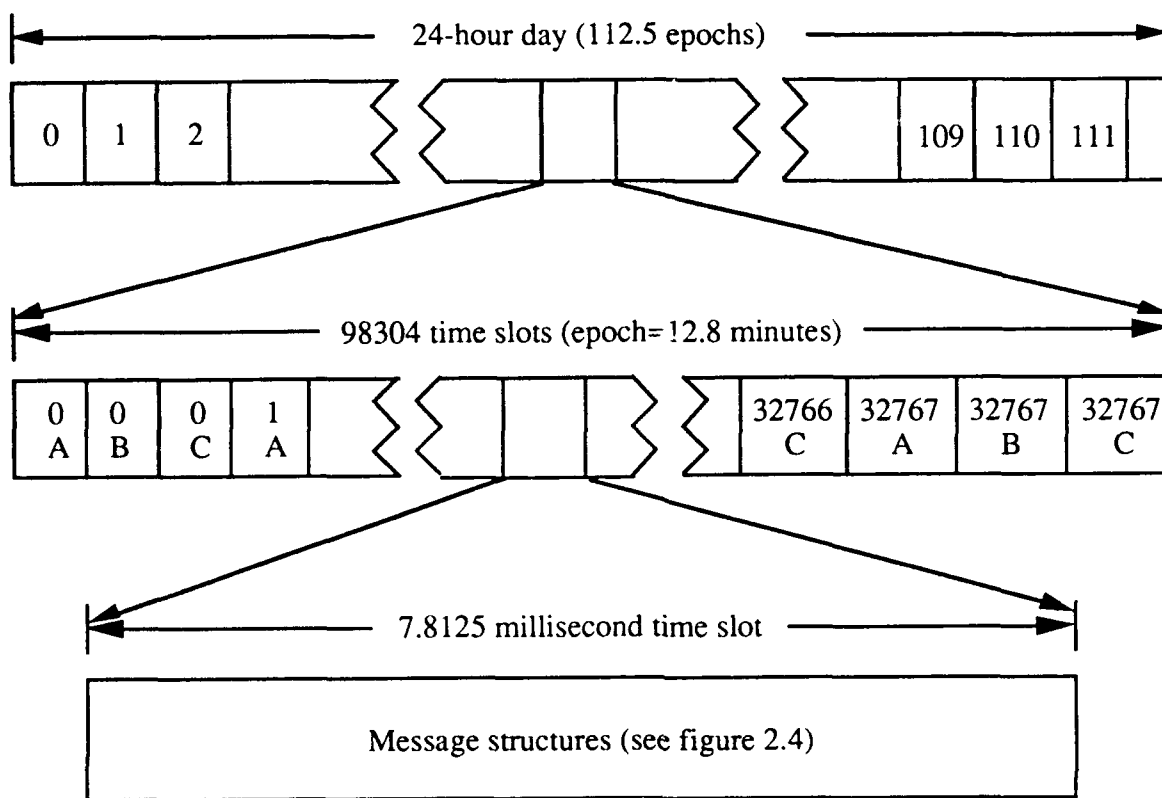 24-hour day (112.5 epochs)
0 1 2 109 110 111
98304 time slots (epoch=12.8 minutes)
0 0 0 1 32766 32767 32767 32767
A B C A C A B C
7.8125 millisecond time slot
Message structures (see figure 2.4)